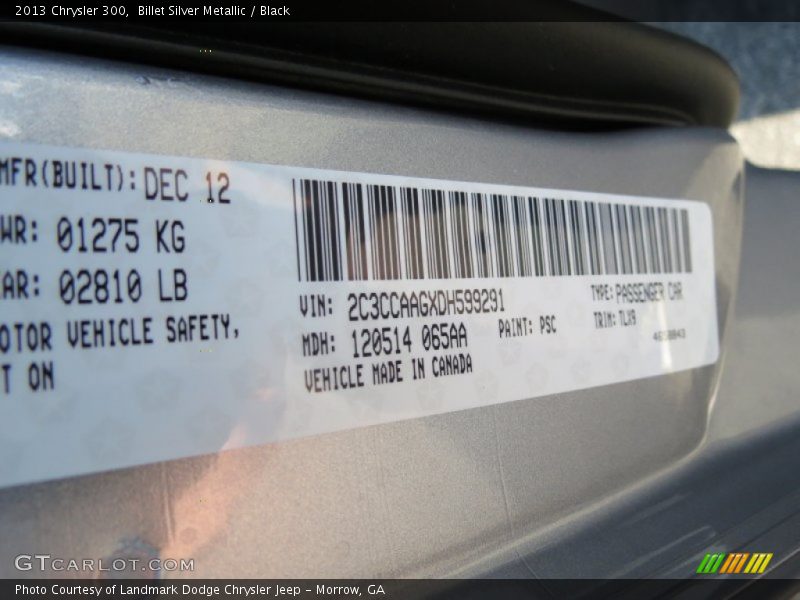 2013 Chrysler 300, Billet Silver Metallic / Black
MFR(BUILT): DEC 12
WR: 01275 KG
AR: 02810 LB
OTOR VEHICLE SAFETY,
T ON
VIN: 2C3CCAAGXDH599291
TYPE: PASSENGER CAR
MDH: 120514 065AA
PAINT: PSC
TRIM: TLX9
VEHICLE MADE IN CANADA
GTCARLOT.COM
Photo Courtesy of Landmark Dodge Chrysler Jeep – Morrow, GA